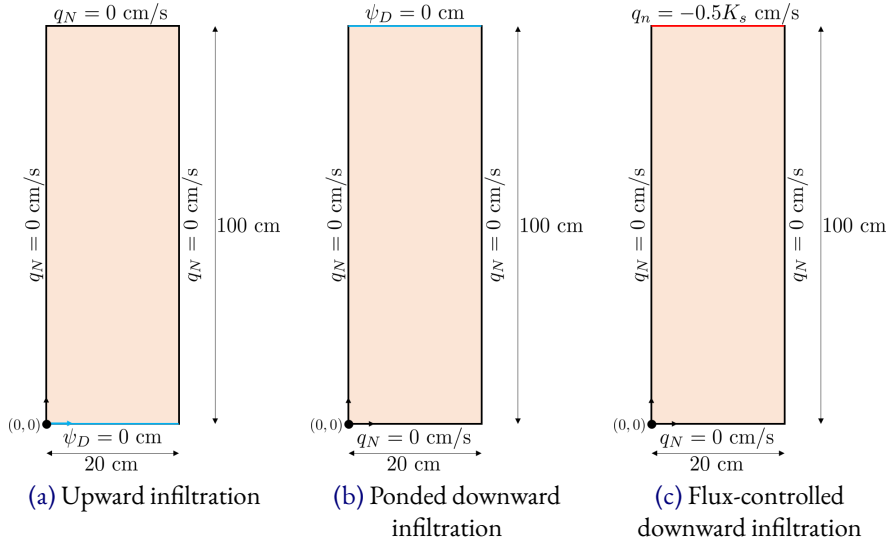 q_N = 0 cm/s
q_N = 0 cm/s
q_N = 0 cm/s
100 cm
(0, 0)
ψ_D = 0 cm
20 cm
(a) Upward infiltration
ψ_D = 0 cm
q_N = 0 cm/s
q_N = 0 cm/s
100 cm
(0, 0)
q_N = 0 cm/s
20 cm
(b) Ponded downward
infiltration
q_n = −0.5K_s cm/s
q_N = 0 cm/s
q_N = 0 cm/s
100 cm
(0, 0)
q_N = 0 cm/s
20 cm
(c) Flux-controlled
downward infiltration